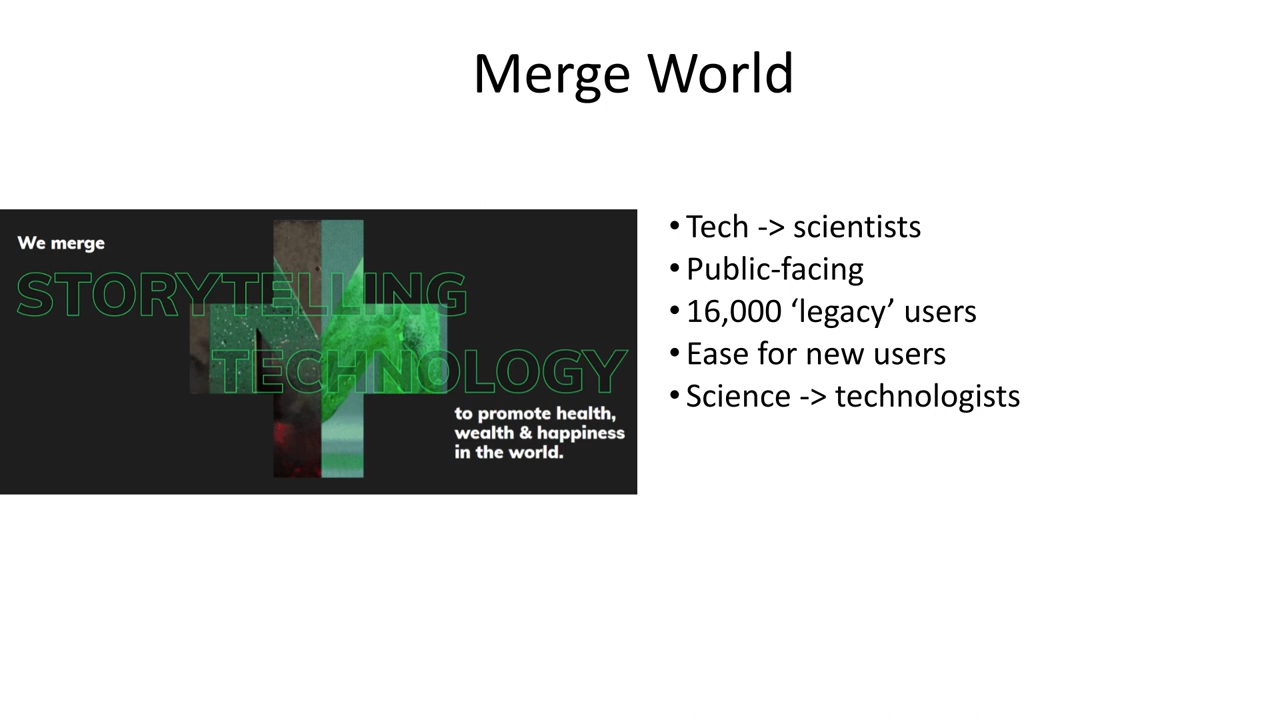 Merge World
We merge
STORYTELLING
TECHNOLOGY
to promote health,
wealth & happiness
in the world.
• Tech -> scientists
• Public-facing
• 16,000 ‘legacy’ users
• Ease for new users
• Science -> technologists